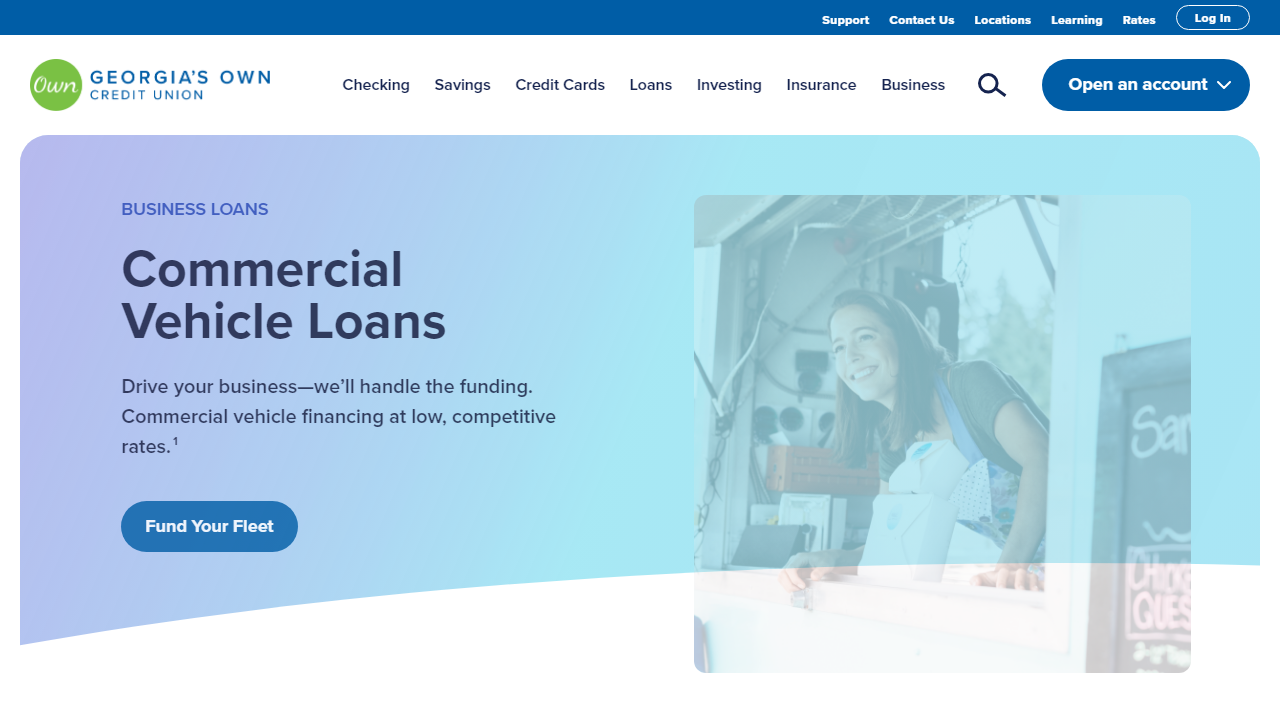 Support Contact Us Locations Learning Rates Log In
Own GEORGIA'S OWN
CREDIT UNION
Checking Savings Credit Cards Loans Investing Insurance Business Open an account
BUSINESS LOANS
Commercial
Vehicle Loans
Drive your business—we’ll handle the funding.
Commercial vehicle financing at low, competitive
rates.¹
Fund Your Fleet